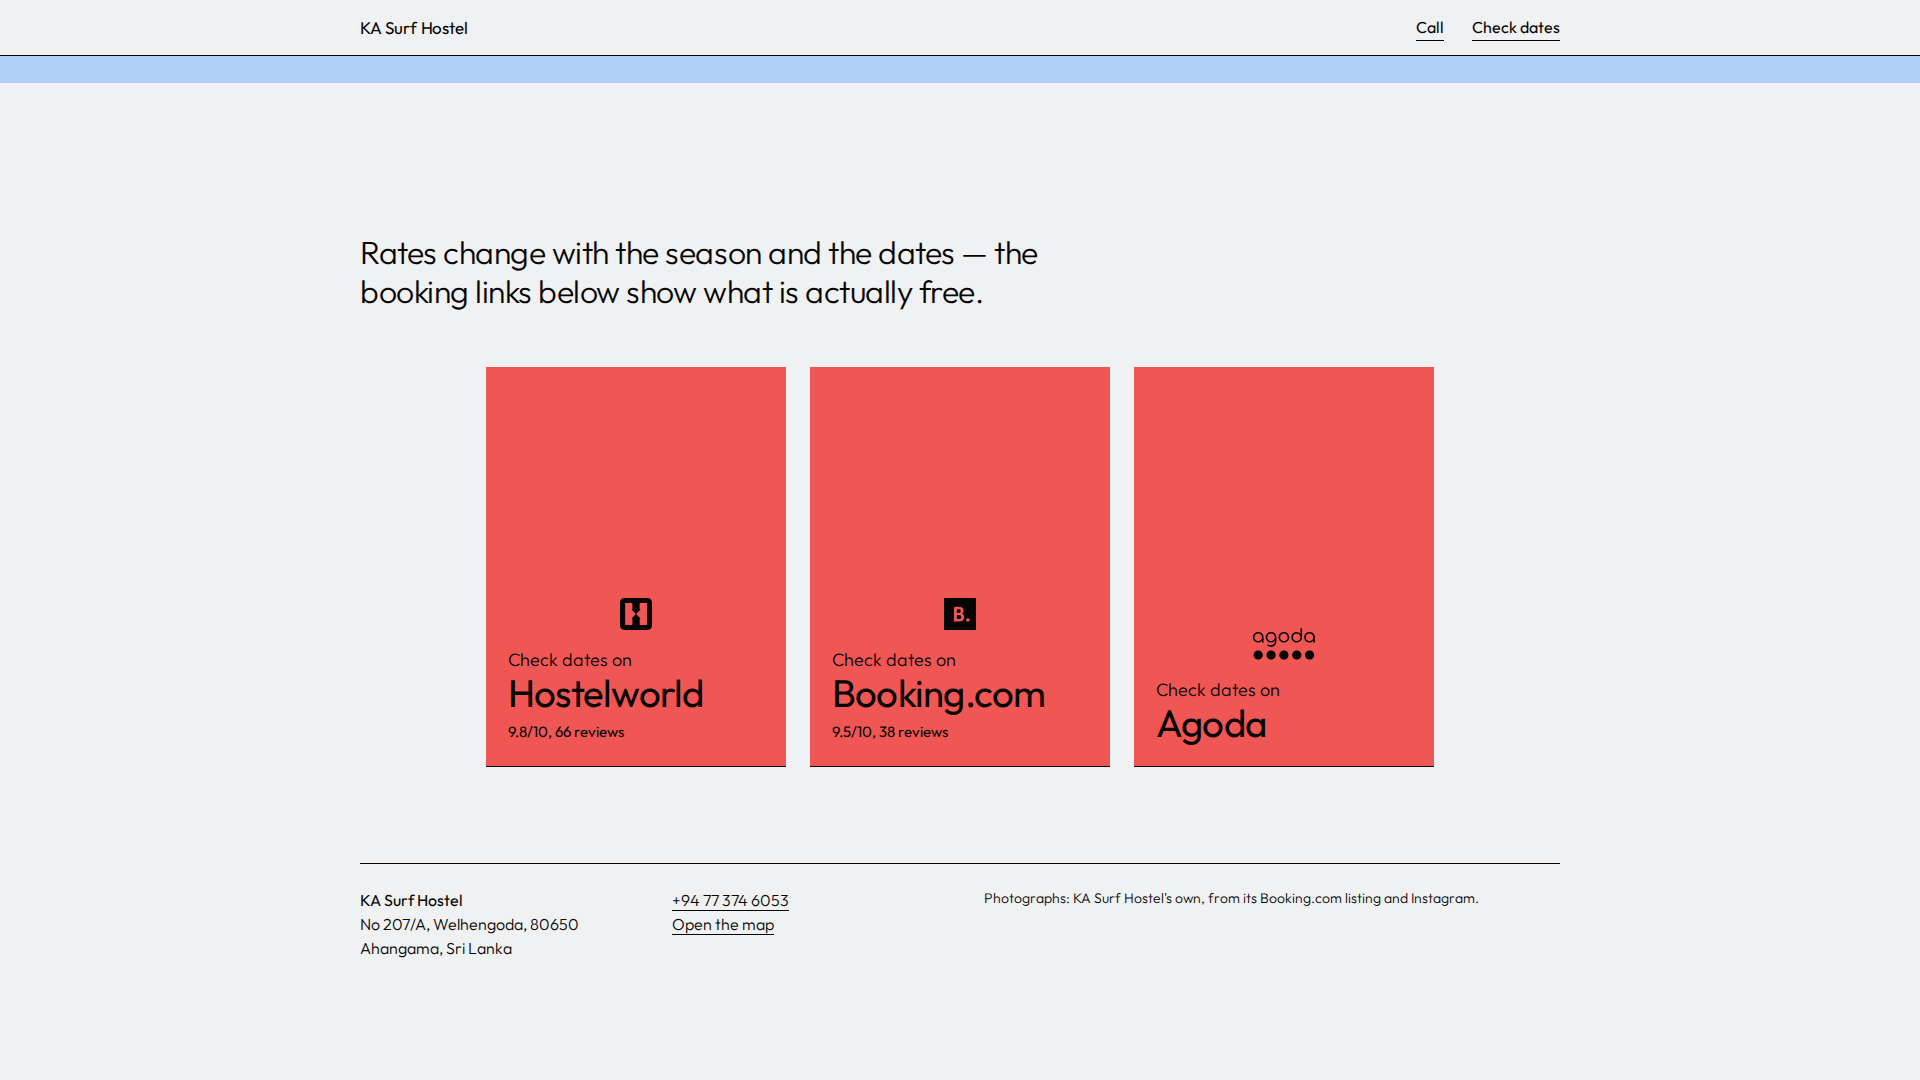 KA Surf Hostel
Call
Check dates
Rates change with the season and the dates — the
booking links below show what is actually free.
H
Check dates on
Hostelworld
9.8/10, 66 reviews
B.
Check dates on
Booking.com
9.5/10, 38 reviews
agoda
Check dates on
Agoda
KA Surf Hostel
No 207/A, Welhengoda, 80650
Ahangama, Sri Lanka
+94 77 374 6053
Open the map
Photographs: KA Surf Hostel's own, from its Booking.com listing and Instagram.